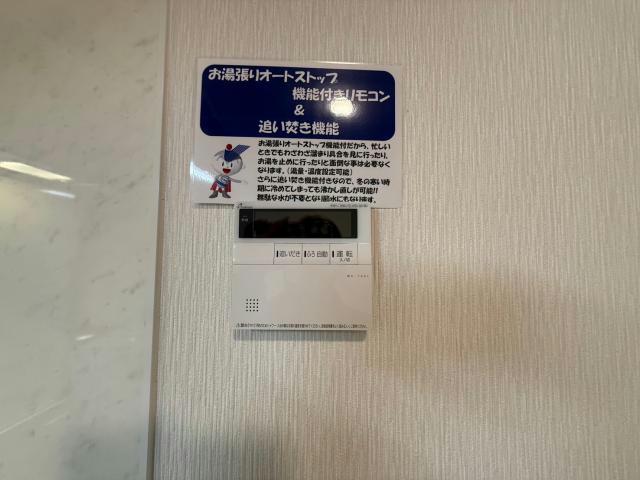 お湯張りオートストップ
機能付きリモコン
&
追い焚き機能
お湯張りオートストップ機能付だから、忙しい
ときでもわざわざ溜まり具合を見に行ったり、
お湯を止めに行ったりと面倒な事は必要なく
なります。(湯量・温度設定可能)
さらに追い焚き機能付きなので、冬の寒い時
期に冷めてしまっても沸かし直しが可能!!
無駄な水が不要となり節水にもなります。
追いだき ふろ自動 運転
入/切